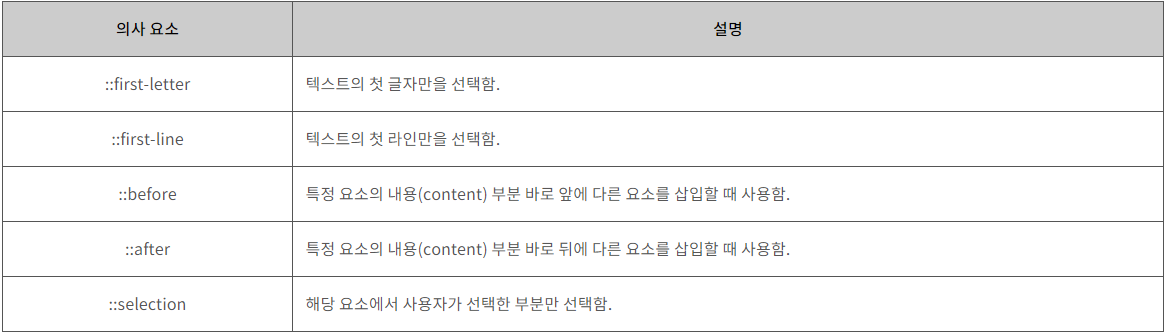 의사 요소 설명
::first-letter 텍스트의 첫 글자만을 선택함.
::first-line 텍스트의 첫 라인만을 선택함.
::before 특정 요소의 내용(content) 부분 바로 앞에 다른 요소를 삽입할 때 사용함.
::after 특정 요소의 내용(content) 부분 바로 뒤에 다른 요소를 삽입할 때 사용함.
::selection 해당 요소에서 사용자가 선택한 부분만 선택함.